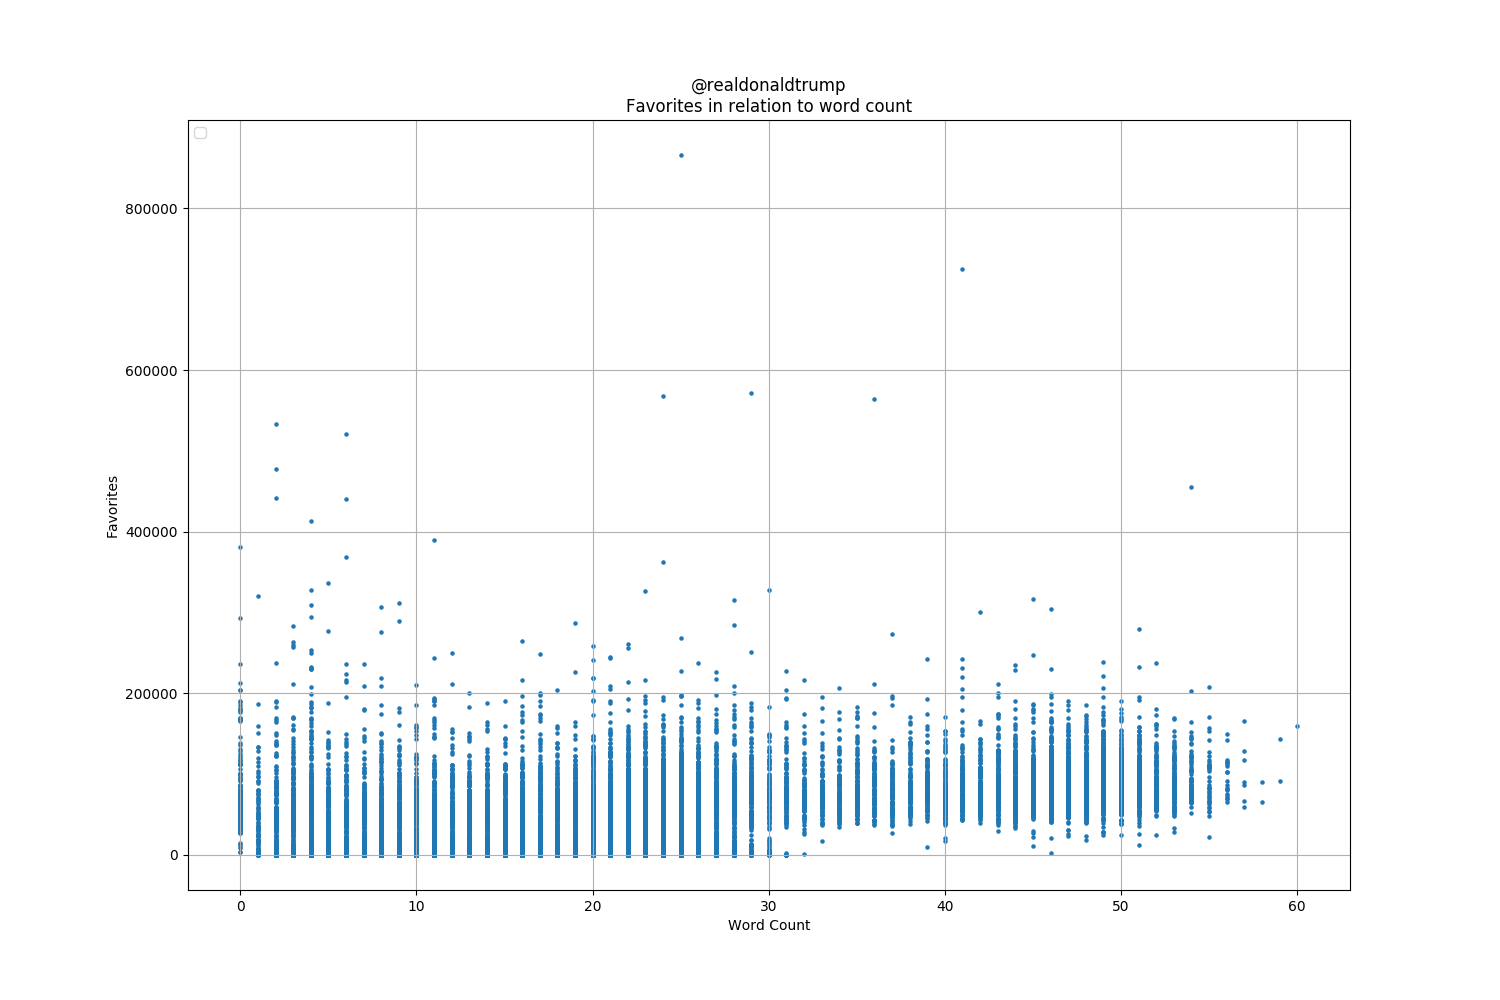 @realdonaldtrump
Favorites in relation to word count
800000
600000
400000
200000
0
Favorites
0 10 20 30 40 50 60
Word Count